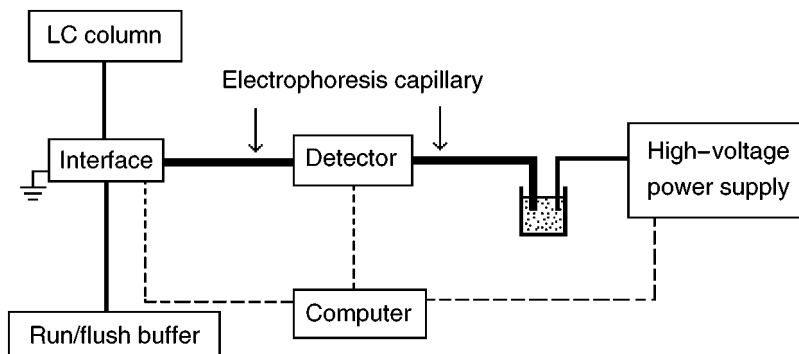 LC column
Electrophoresis capillary
Interface
Detector
High–voltage
power supply
Computer
Run/flush buffer